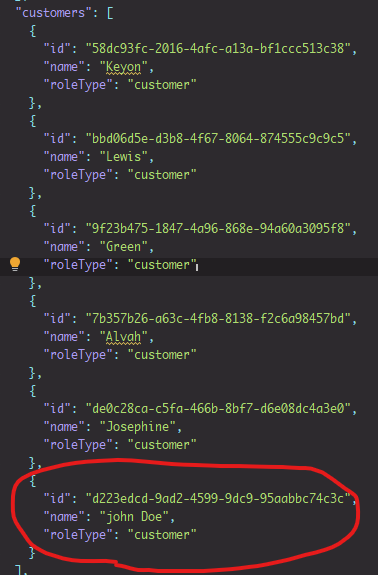 "customers": [
{
"id": "58dc93fc-2016-4afc-a13a-bf1ccc513c38",
"name": "Keyon",
"roleType": "customer"
},
{
"id": "bbd06d5e-d3b8-4f67-8064-874555c9c9c5",
"name": "Lewis",
"roleType": "customer"
},
{
"id": "9f23b475-1847-4a96-868e-94a60a3095f8",
"name": "Green",
"roleType": "customer"
},
{
"id": "7b357b26-a63c-4fb8-8138-f2c6a98457bd",
"name": "Alvah",
"roleType": "customer"
},
{
"id": "de0c28ca-c5fa-466b-8bf7-d6e08dc4a3e0",
"name": "Josephine",
"roleType": "customer"
},
{
"id": "d223edcd-9ad2-4599-9dc9-95aabbc74c3c",
"name": "john Doe",
"roleType": "customer"
}
],